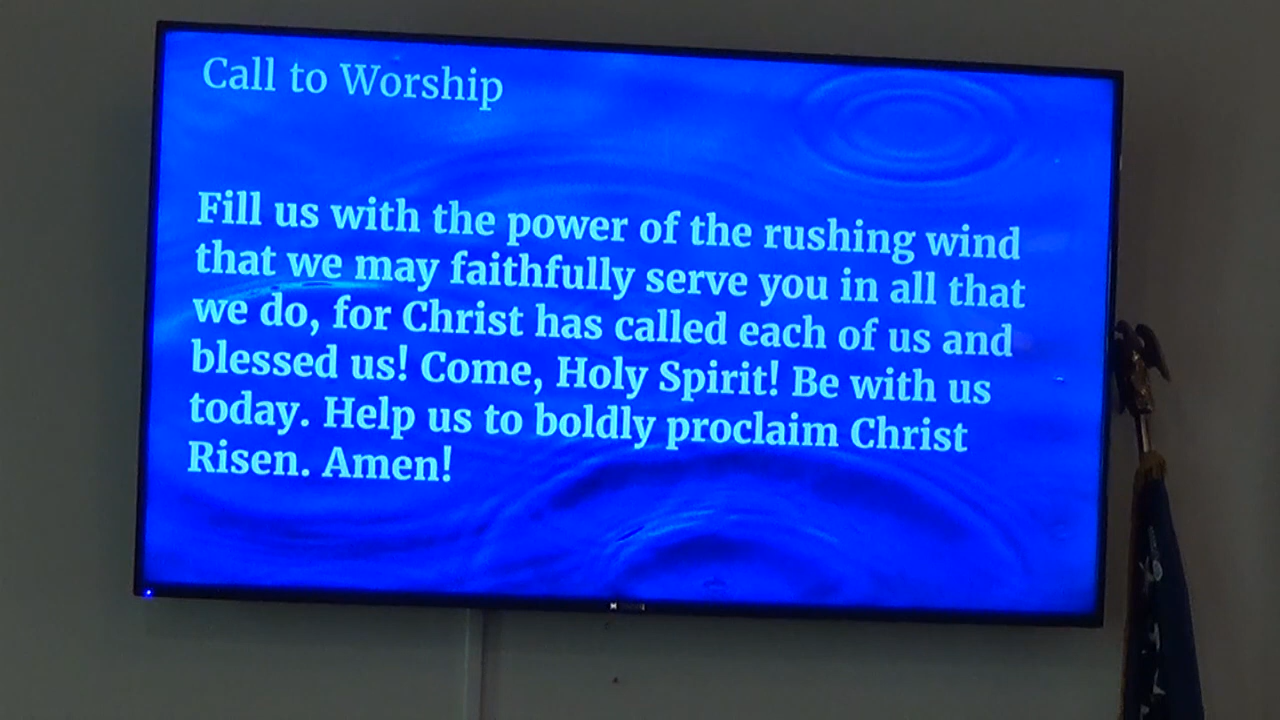 Call to Worship
Fill us with the power of the rushing wind
that we may faithfully serve you in all that
we do, for Christ has called each of us and
blessed us! Come, Holy Spirit! Be with us
today. Help us to boldly proclaim Christ
Risen. Amen!